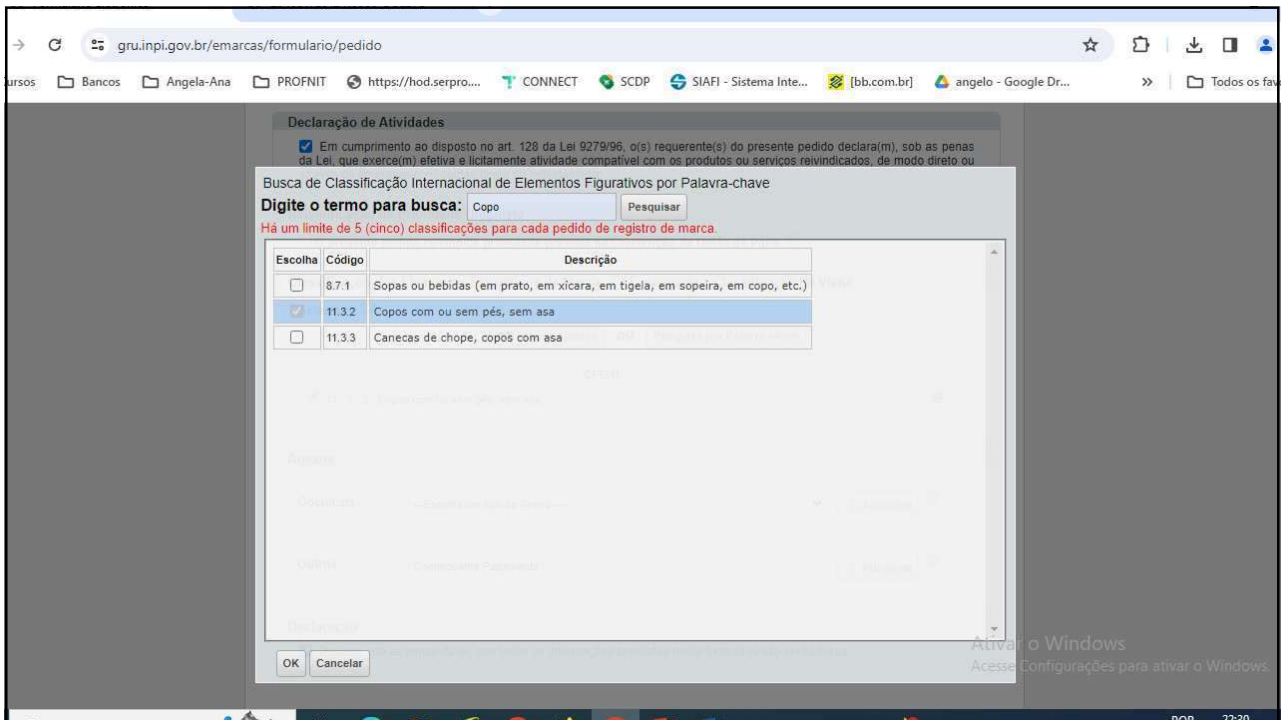 gru.inpi.gov.br/emarcas/formulario/pedido
ursos Bancos Angela-Ana PROFNIT https://hod.serpro.... CONNECT SCDP SIAFI - Sistema Inte... [bb.com.br] angelo - Google Dr... » Todos os fav
Declaração de Atividades
Em cumprimento ao disposto no art. 128 da Lei 9279/96, o(s) requerente(s) do presente pedido declara(m), sob as penas
da Lei, que exerce(m) efetiva e licitamente atividade compatível com os produtos ou serviços reivindicados, de modo direto ou
Busca de Classificação Internacional de Elementos Figurativos por Palavra-chave
Digite o termo para busca: Copo Pesquisar
Há um limite de 5 (cinco) classificações para cada pedido de registro de marca.
Escolha Código Descrição
8.7.1 Sopas ou bebidas (em prato, em xícara, em tigela, em sopeira, em copo, etc.)
11.3.2 Copos com ou sem pés, sem asa
11.3.3 Canecas de chope, copos com asa
OK Cancelar
Ativar o Windows
Acesse Configurações para ativar o Windows.
POR 22:30